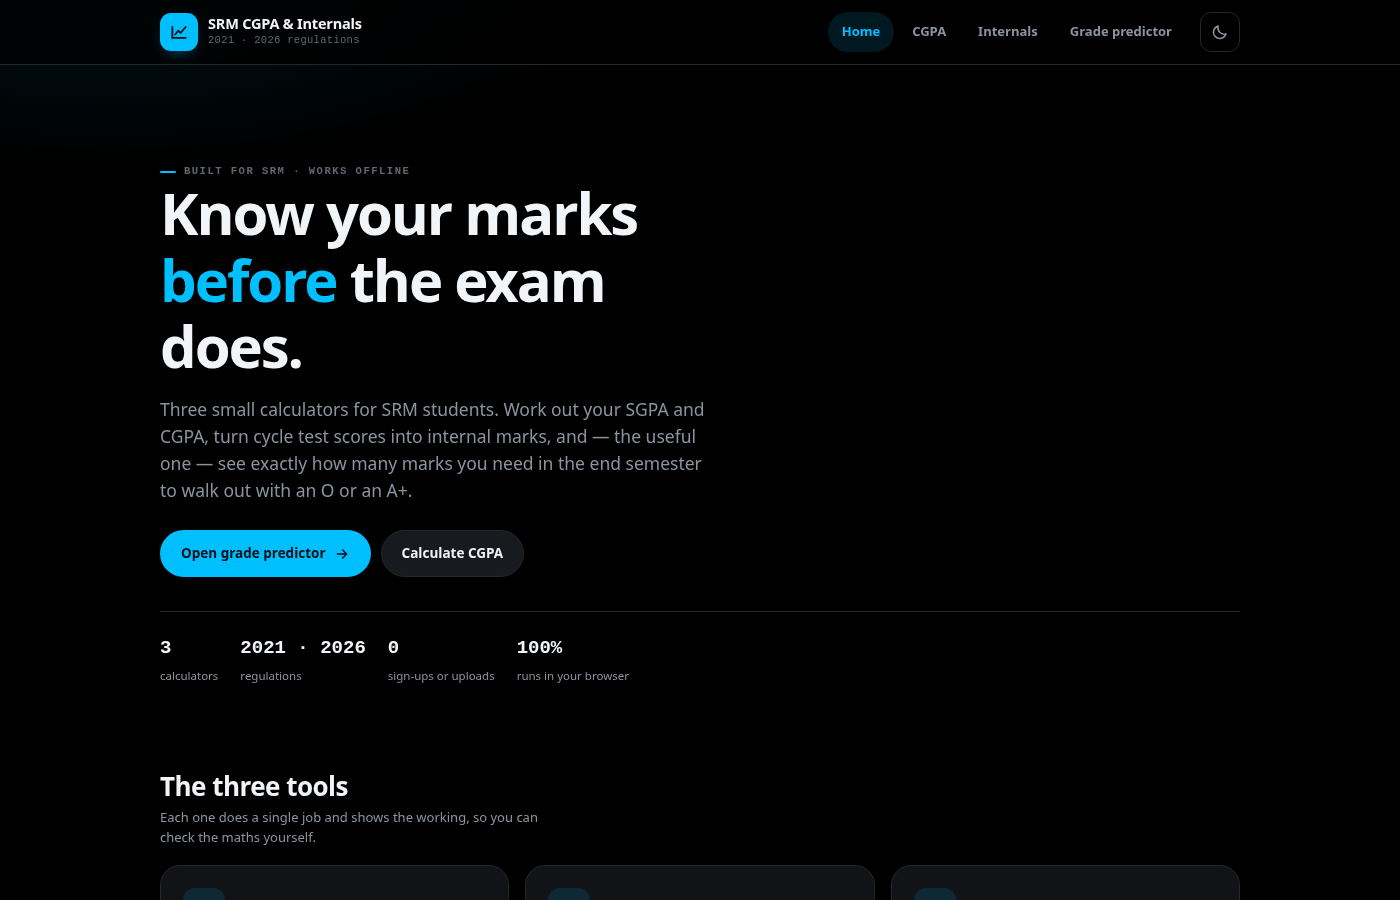 SRM CGPA & Internals
2021 · 2026 regulations
Home
CGPA
Internals
Grade predictor
BUILT FOR SRM · WORKS OFFLINE
Know your marks
before the exam
does.
Three small calculators for SRM students. Work out your SGPA and
CGPA, turn cycle test scores into internal marks, and — the useful
one — see exactly how many marks you need in the end semester
to walk out with an O or an A+.
Open grade predictor →
Calculate CGPA
3
calculators
2021 · 2026
regulations
0
sign-ups or uploads
100%
runs in your browser
The three tools
Each one does a single job and shows the working, so you can
check the maths yourself.